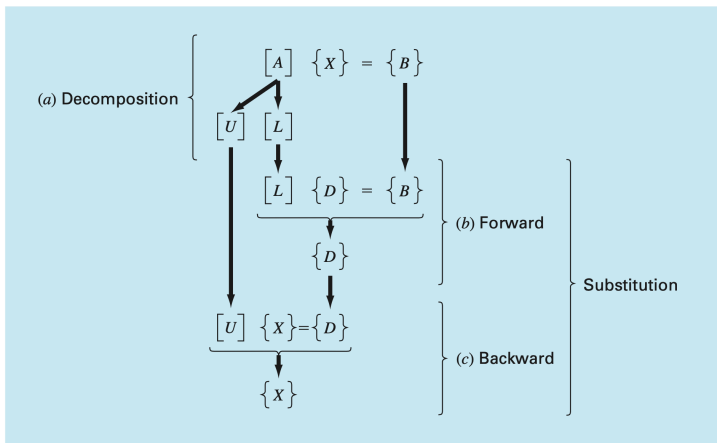 [A] {X} = {B}
(a) Decomposition
[U] [L]
[L] {D} = {B}
(b) Forward
{D}
Substitution
[U] {X}={D}
(c) Backward
{X}